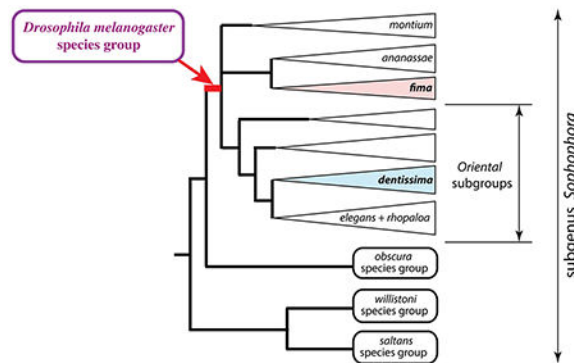 Drosophila melanogaster
species group
montium
ananassae
fima
dentissima
elegans + rhopaloa
Oriental
subgroups
obscura
species group
willistoni
species group
saltans
species group
subgenus Sophophora